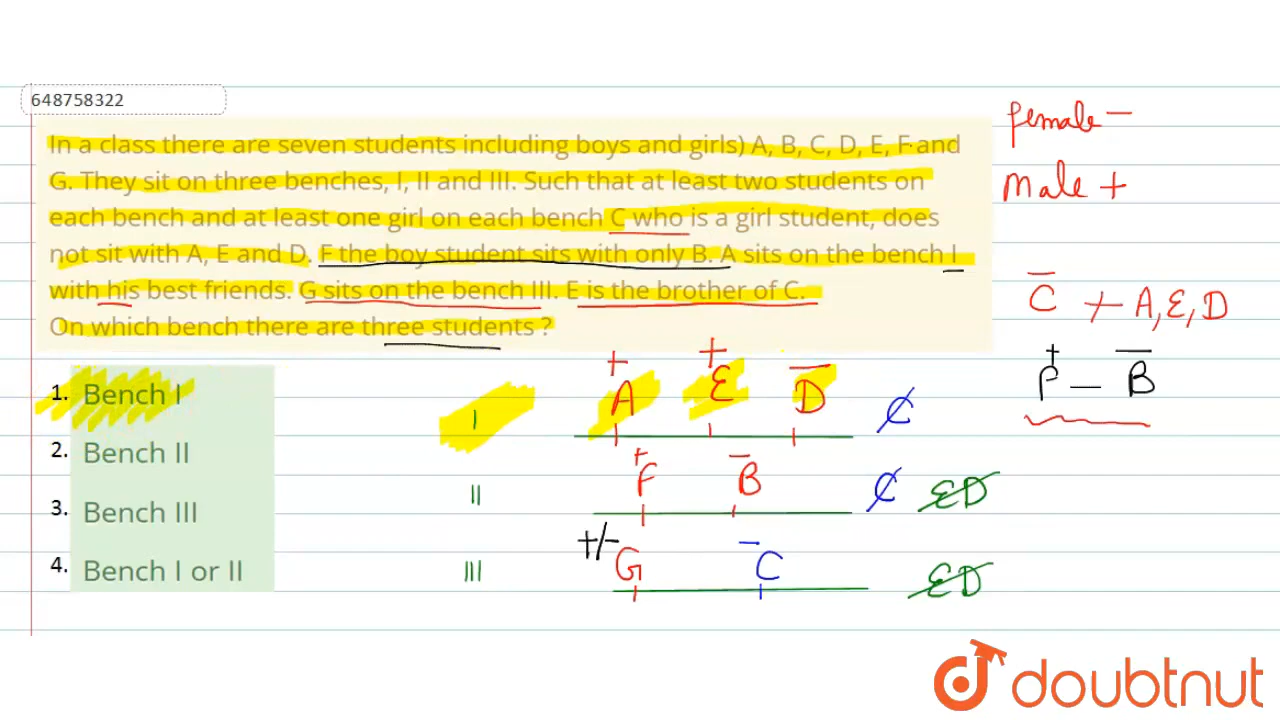 648758322
In a class there are seven students including boys and girls) A, B, C, D, E, F and
G. They sit on three benches, I, II and III. Such that at least two students on
each bench and at least one girl on each bench C who is a girl student, does
not sit with A, E and D. F the boy student sits with only B. A sits on the bench I
with his best friends. G sits on the bench III. E is the brother of C.
On which bench there are three students ?
female −
male +
C + A, E, D
+
F — B
1. Bench I
2. Bench II
3. Bench III
4. Bench I or II
+ + −
I A E D C
+ −
II F B C E D
+/− −
III G C E D
doubtnut